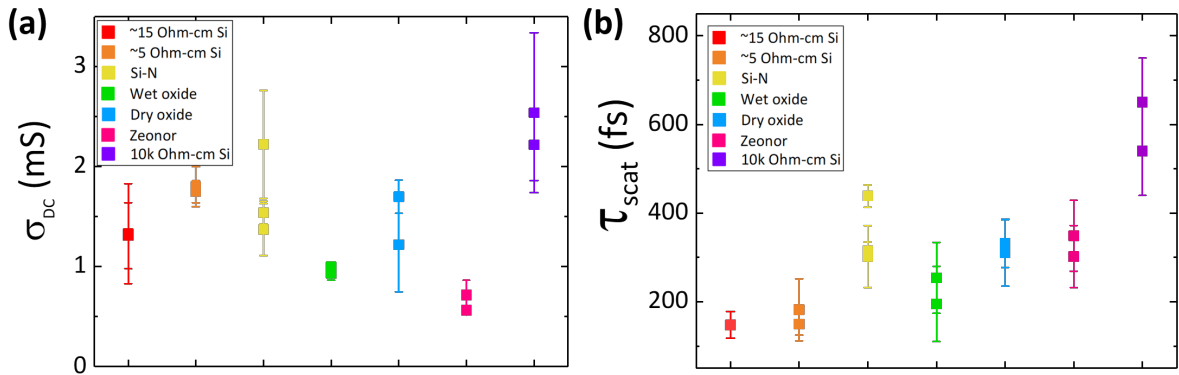 (a)
σDC (mS)
3
2
1
0
~15 Ohm-cm Si
~5 Ohm-cm Si
Si-N
Wet oxide
Dry oxide
Zeonor
10k Ohm-cm Si
(b)
τscat (fs)
800
600
400
200
~15 Ohm-cm Si
~5 Ohm-cm Si
Si-N
Wet oxide
Dry oxide
Zeonor
10k Ohm-cm Si